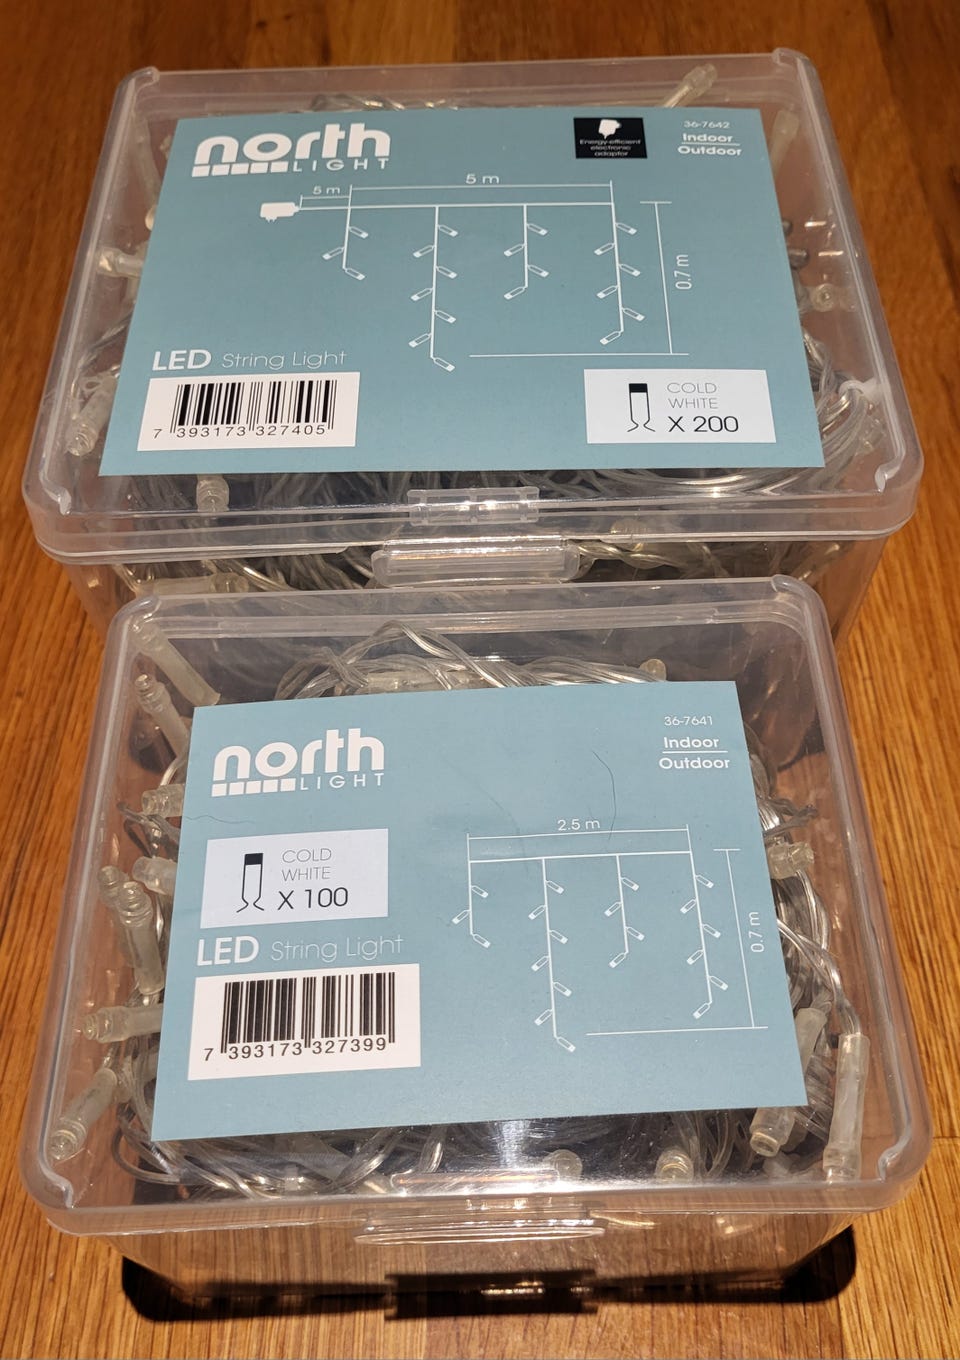 north
LIGHT
Energy-efficient
electronic
adaptor
36-7642
Indoor
Outdoor
5 m
5 m
0.7 m
LED String Light
7 393173 327405
COLD
WHITE
X 200
north
LIGHT
36-7641
Indoor
Outdoor
COLD
WHITE
X 100
2.5 m
0.7 m
LED String Light
7 393173 327399